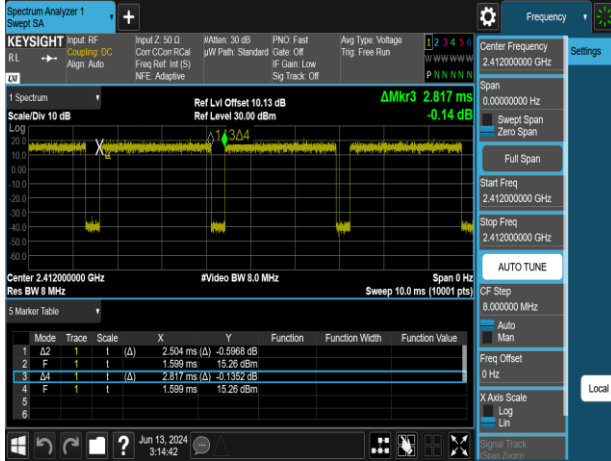 Spectrum Analyzer 1
Swept SA
+
Frequency
KEYSIGHT Input: RF Input Z: 50 Ω #Atten: 30 dB PNO: Fast Avg Type: Voltage 1 2 3 4 5 6
RL Coupling: DC Corr CCorr RCal µW Path: Standard Gate: Off Trig: Free Run
Align: Auto Freq Ref: Int (S) IF Gain: Low W W W W W W
LXI NFE: Adaptive Sig Track: Off P N N N N N
1 Spectrum Ref Lvl Offset 10.13 dB ΔMkr3 2.817 ms
Scale/Div 10 dB Ref Level 30.00 dBm -0.14 dB
Log
20.0
10.0
0.00
-10.0
-20.0
-30.0
-40.0
-50.0
-60.0
Center 2.412000000 GHz #Video BW 8.0 MHz Span 0 Hz
Res BW 8 MHz Sweep 10.0 ms (10001 pts)
5 Marker Table
Mode Trace Scale X Y Function Function Width Function Value
1 Δ2 1 t (Δ) 2.504 ms (Δ) -0.5968 dB
2 F 1 t 1.599 ms 15.26 dBm
3 Δ4 1 t (Δ) 2.817 ms (Δ) -0.1352 dB
4 F 1 t 1.599 ms 15.26 dBm
5
6
? Jun 13, 2024
3:14:42
Center Frequency
2.412000000 GHz
Span
0.00000000 Hz
Swept Span
Zero Span
Full Span
Start Freq
2.412000000 GHz
Stop Freq
2.412000000 GHz
AUTO TUNE
CF Step
8.000000 MHz
Auto
Man
Freq Offset
0 Hz
X Axis Scale
Log
Lin
Signal Track
(Span Zoom)
Settings
Local